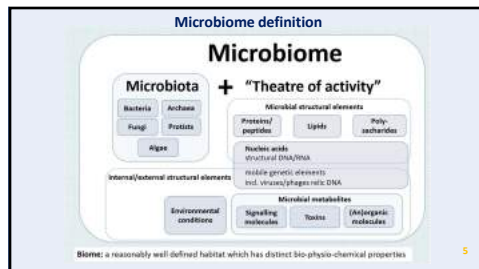 Microbiome definition
Microbiome
Microbiota + “Theatre of activity”
Bacteria Archaea
Fungi Protists
Algae
Microbial structural elements
Proteins/
peptides
Lipids
Poly-
sacharides
Nucleic acids
structural DNA/RNA
mobile genetic elements
incl. viruses/phages relic DNA
Internal/external structural elements
Microbial metabolites
Environmental
conditions
Signalling
molecules
Toxins
(An)organic
molecules
Biome: a reasonably well defined habitat which has distinct bio-physio-chemical properties
5